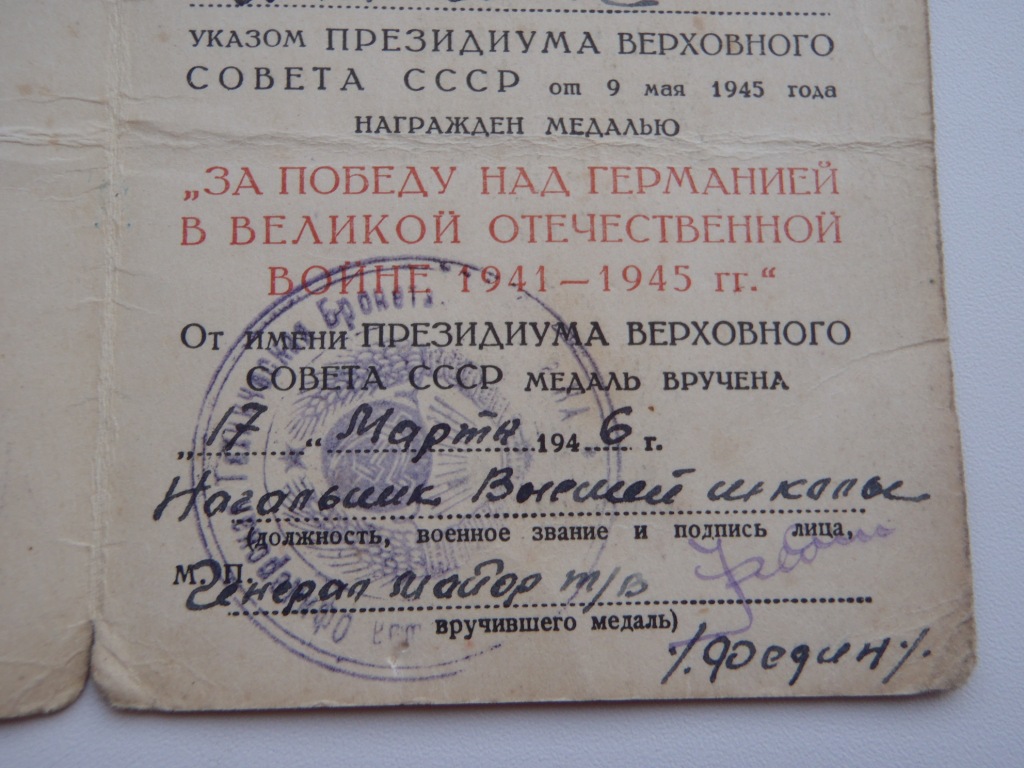 УКАЗОМ ПРЕЗИДИУМА ВЕРХОВНОГО
СОВЕТА СССР от 9 мая 1945 года
НАГРАЖДЕН МЕДАЛЬЮ
„ЗА ПОБЕДУ НАД ГЕРМАНИЕЙ
В ВЕЛИКОЙ ОТЕЧЕСТВЕННОЙ
ВОЙНЕ 1941—1945 гг.“
От имени ПРЕЗИДИУМА ВЕРХОВНОГО
СОВЕТА СССР МЕДАЛЬ ВРУЧЕНА
„17“ Марта 1946 г.
Начальник Высшей школы
(должность, военное звание и подпись лица,
М. П.
Генерал майор т/в
вручившего медаль)
/.Федин/.